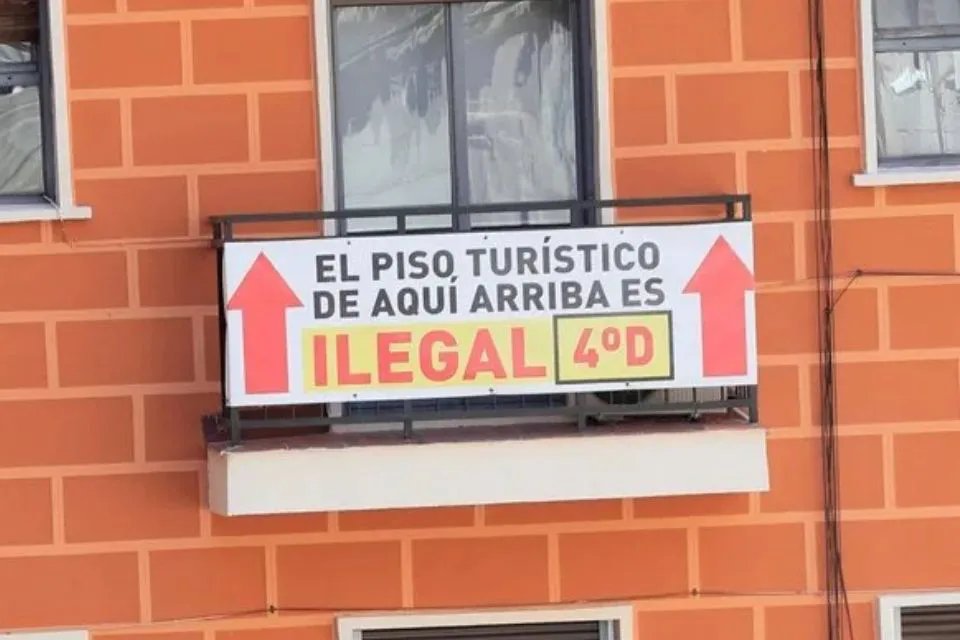 EL PISO TURÍSTICO
DE AQUÍ ARRIBA ES
ILEGAL 4ºD